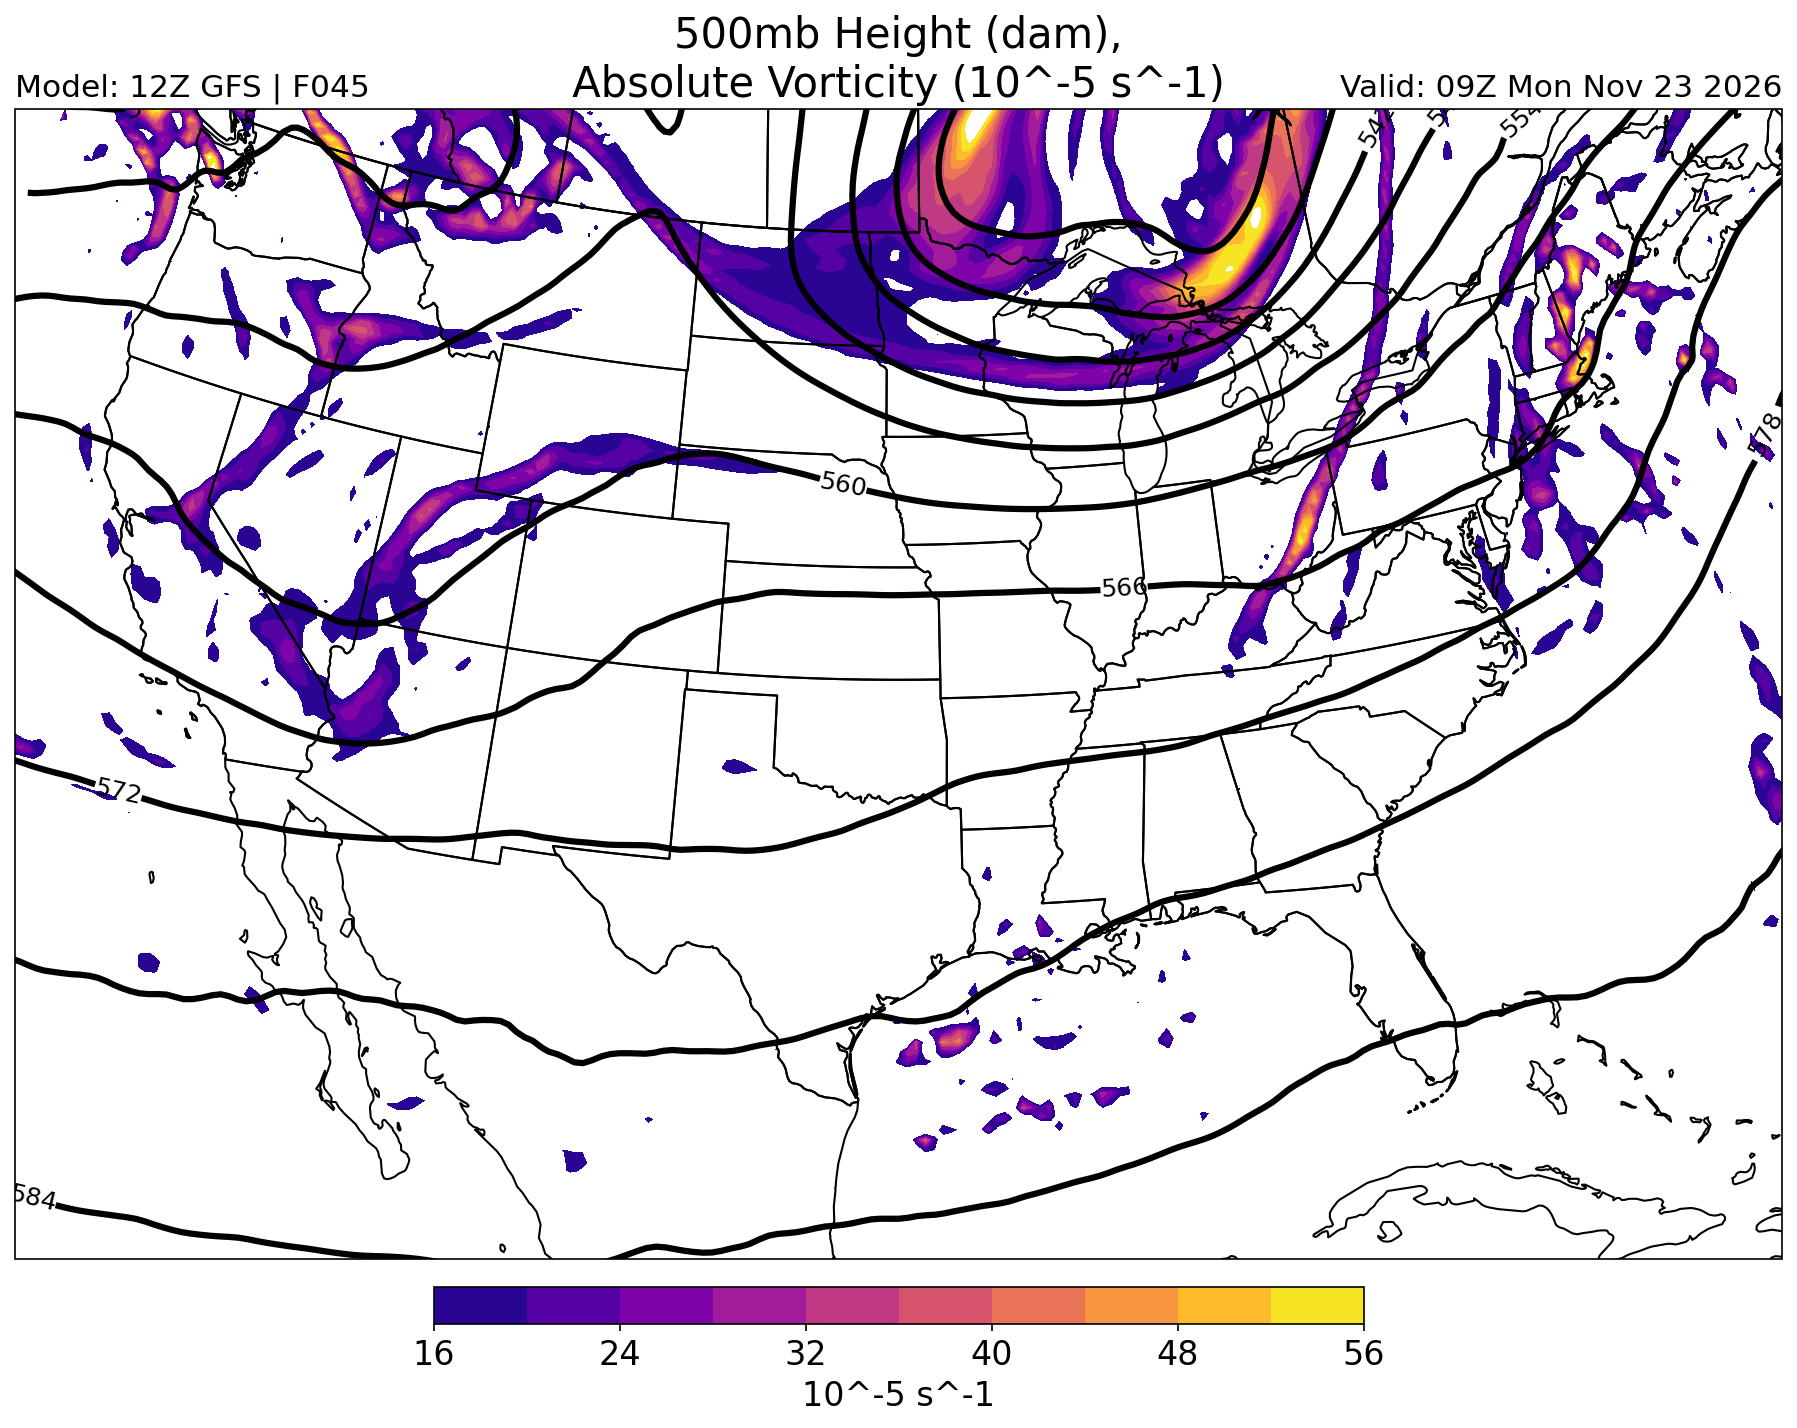 500mb Height (dam),
Model: 12Z GFS | F045
Absolute Vorticity (10^-5 s^-1)
Valid: 09Z Mon Nov 23 2026
554
578
560
566
572
584
16 24 32 40 48 56
10^-5 s^-1